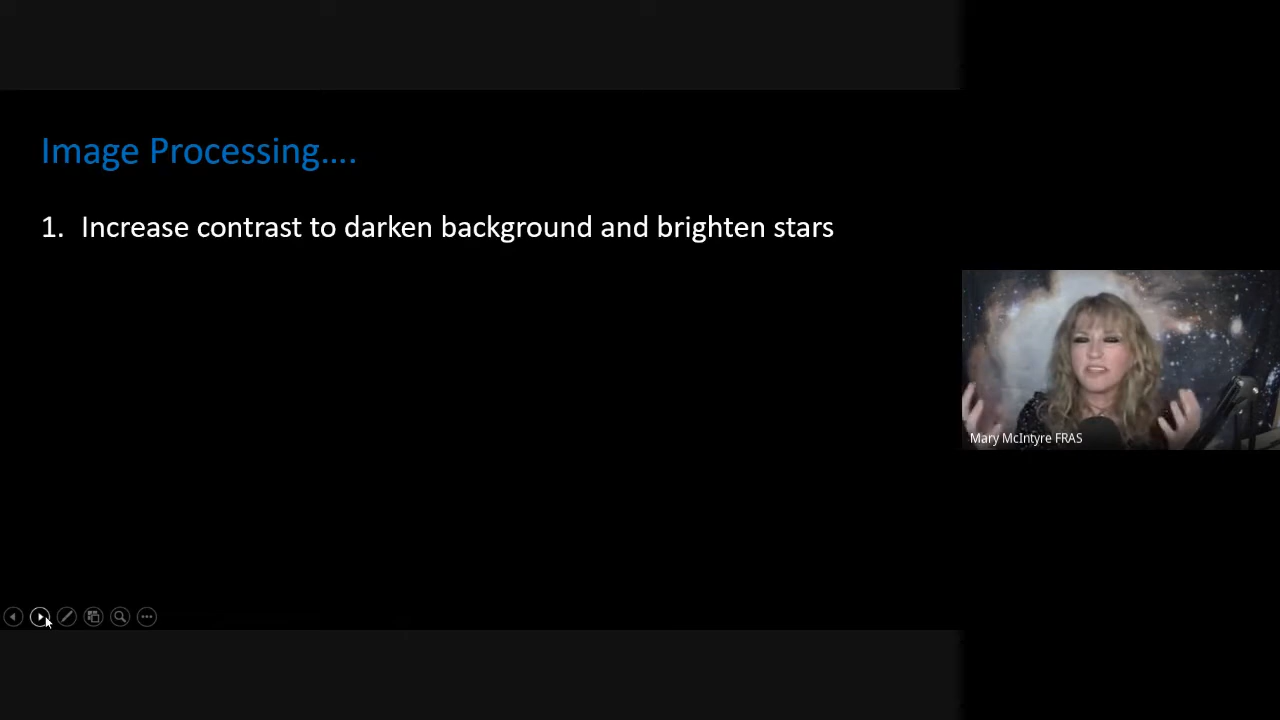 Image Processing....
1. Increase contrast to darken background and brighten stars
Mary McIntyre FRAS